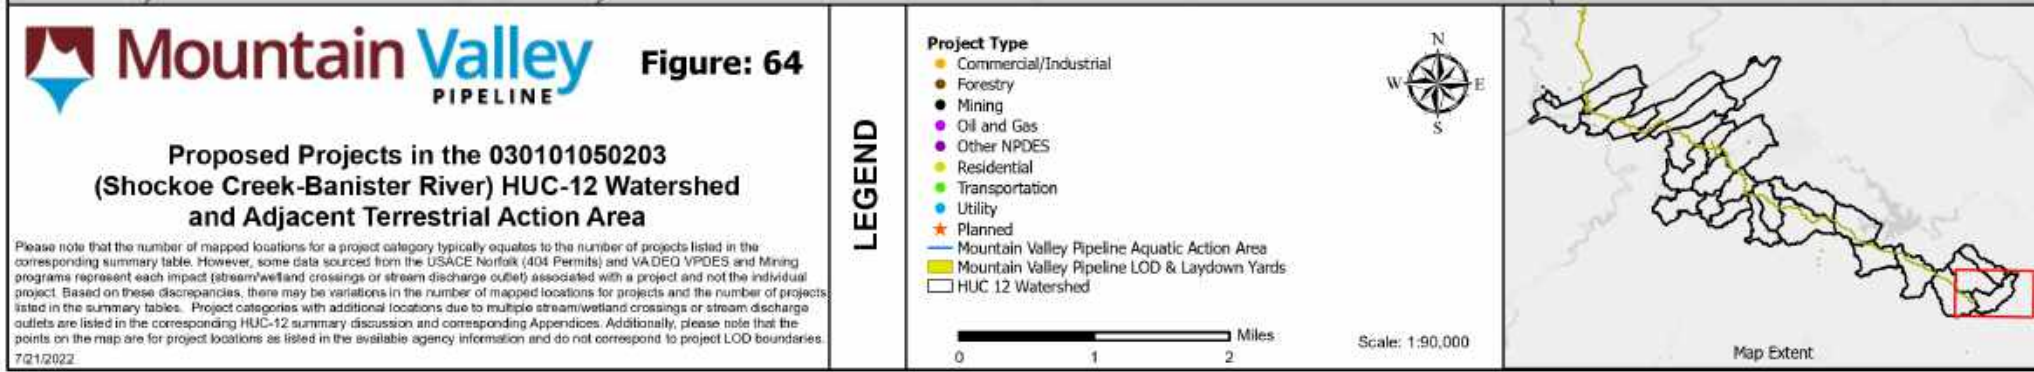 Mountain Valley
PIPELINE
Figure: 64
Proposed Projects in the 030101050203
(Shockoe Creek-Banister River) HUC-12 Watershed
and Adjacent Terrestrial Action Area
Please note that the number of mapped locations for a project category typically equates to the number of projects listed in the
corresponding summary table. However, some data sourced from the USACE Norfolk (404 Permits) and VA DEQ VPDES and Mining
programs represent each impact (stream/wetland crossings or stream discharge outlet) associated with a project and not the individual
project. Based on these discrepancies, there may be variations in the number of mapped locations for projects and the number of projects
listed in the summary tables. Project categories with additional locations due to multiple stream/wetland crossings or stream discharge
outlets are listed in the corresponding HUC-12 summary discussion and corresponding Appendices. Additionally, please note that the
points on the map are for project locations as listed in the available agency information and do not correspond to project LOD boundaries.
7/21/2022
LEGEND
Project Type
Commercial/Industrial
Forestry
Mining
Oil and Gas
Other NPDES
Residential
Transportation
Utility
Planned
Mountain Valley Pipeline Aquatic Action Area
Mountain Valley Pipeline LOD & Laydown Yards
HUC 12 Watershed
N
W E
S
Miles
0 1 2
Scale: 1:90,000
Map Extent